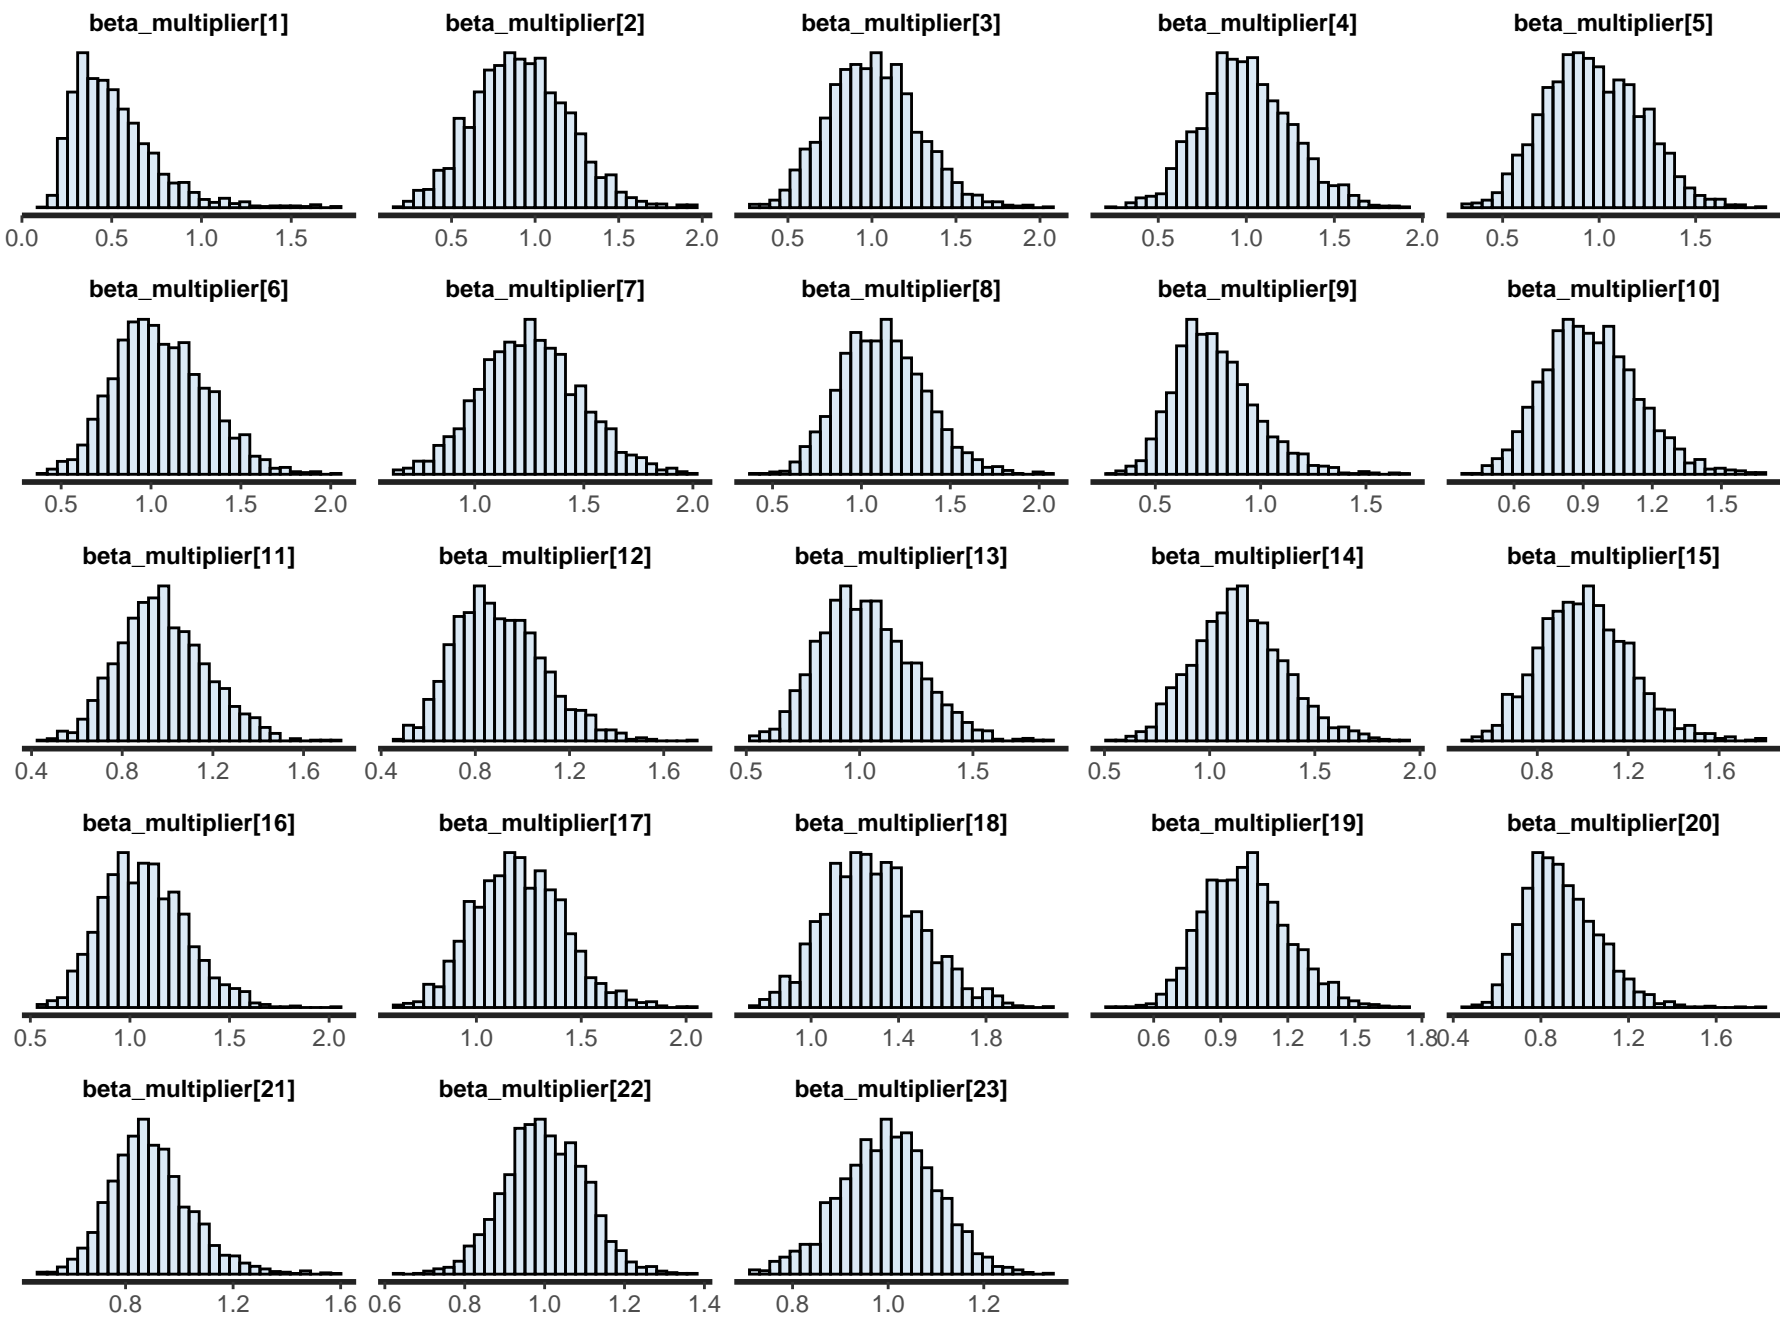 beta_multiplier[1] beta_multiplier[2] beta_multiplier[3] beta_multiplier[4] beta_multiplier[5]
0.0 0.5 1.0 1.5 0.5 1.0 1.5 2.0 0.5 1.0 1.5 2.0 0.5 1.0 1.5 2.0 0.5 1.0 1.5
beta_multiplier[6] beta_multiplier[7] beta_multiplier[8] beta_multiplier[9] beta_multiplier[10]
0.5 1.0 1.5 2.0 1.0 1.5 2.0 0.5 1.0 1.5 2.0 0.5 1.0 1.5 0.6 0.9 1.2 1.5
beta_multiplier[11] beta_multiplier[12] beta_multiplier[13] beta_multiplier[14] beta_multiplier[15]
0.4 0.8 1.2 1.6 0.4 0.8 1.2 1.6 0.5 1.0 1.5 0.5 1.0 1.5 2.0 0.8 1.2 1.6
beta_multiplier[16] beta_multiplier[17] beta_multiplier[18] beta_multiplier[19] beta_multiplier[20]
0.5 1.0 1.5 2.0 1.0 1.5 2.0 1.0 1.4 1.8 0.6 0.9 1.2 1.5 1.8 0.4 0.8 1.2 1.6
beta_multiplier[21] beta_multiplier[22] beta_multiplier[23]
0.8 1.2 1.6 0.6 0.8 1.0 1.2 1.4 0.8 1.0 1.2